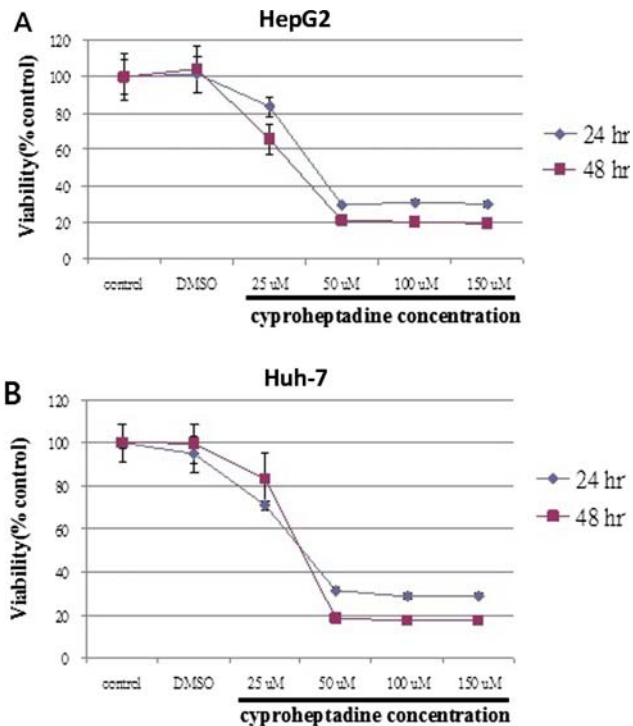 A
HepG2
120
100
80
60
40
20
0
Viability(% control)
control DMSO 25 uM 50 uM 100 uM 150 uM
cyproheptadine concentration
24 hr
48 hr
B
Huh-7
120
100
80
60
40
20
0
Viability(% control)
control DMSO 25 uM 50 uM 100 uM 150 uM
cyproheptadine concentration
24 hr
48 hr